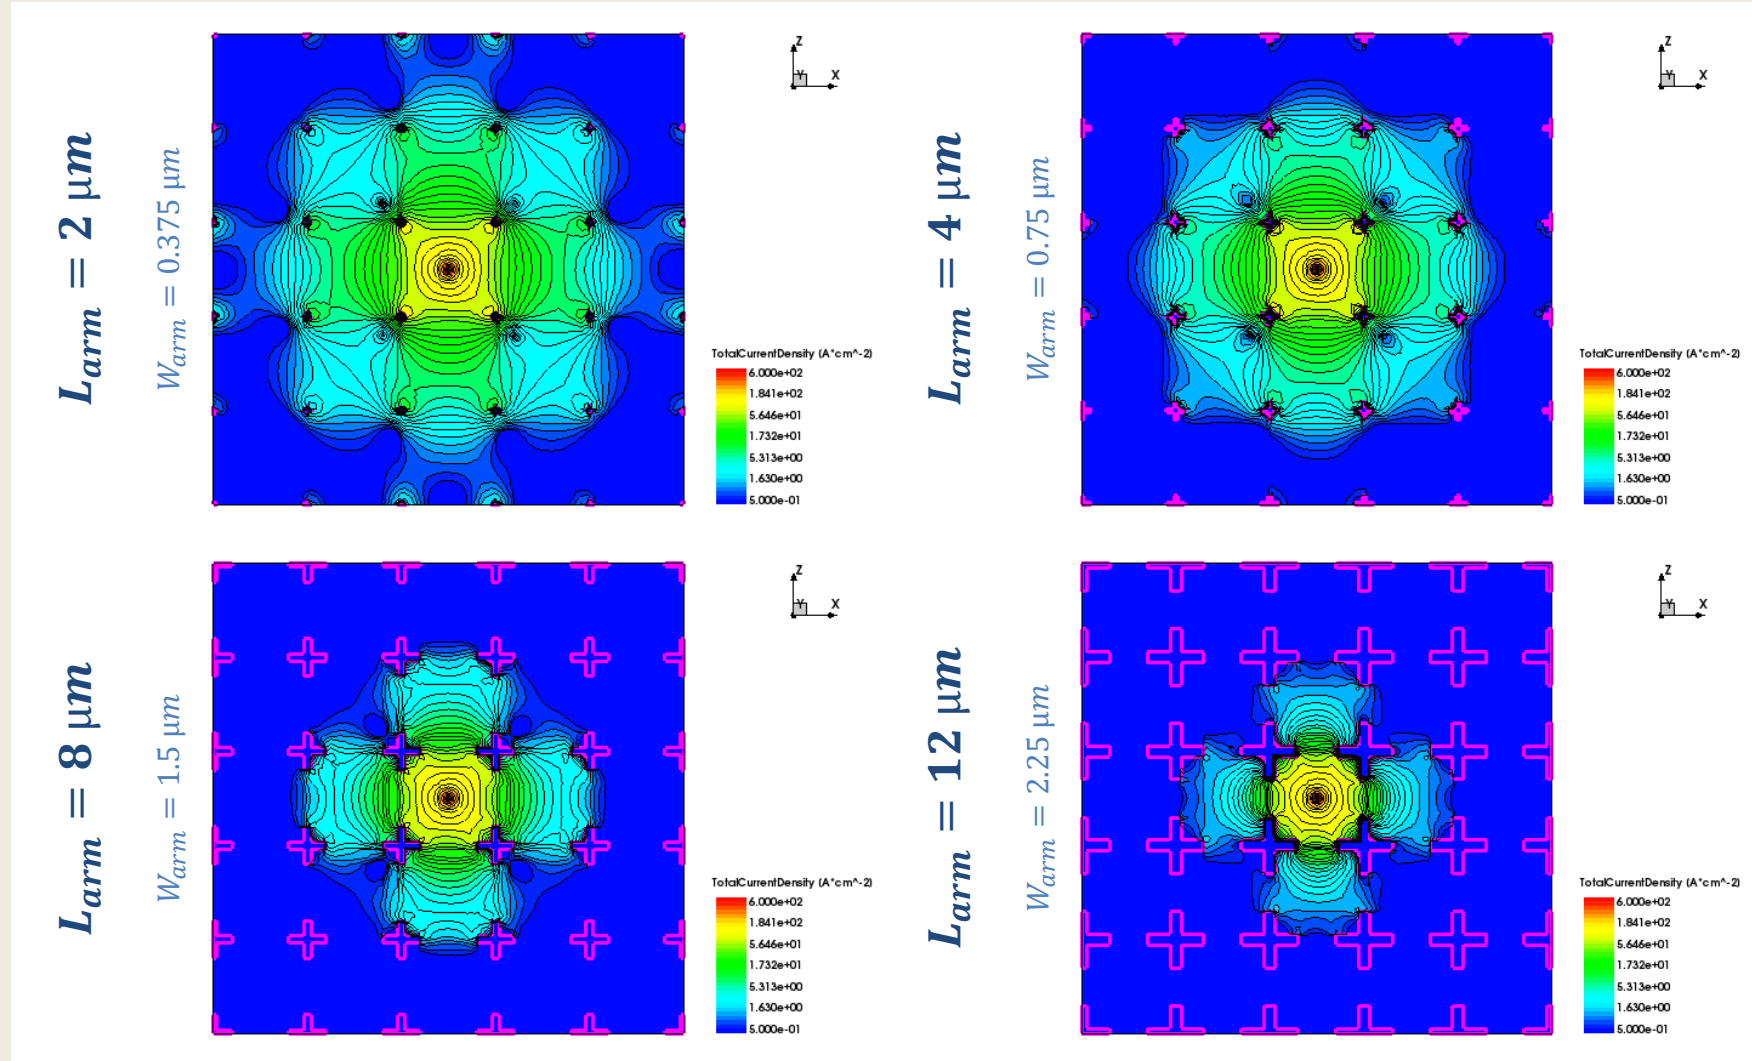 L_arm = 2 μm
W_arm = 0.375 μm
Z
Y X
TotalCurrentDensity (A*cm^-2)
6.000e+02
1.841e+02
5.646e+01
1.732e+01
5.313e+00
1.630e+00
5.000e-01
L_arm = 4 μm
W_arm = 0.75 μm
Z
Y X
TotalCurrentDensity (A*cm^-2)
6.000e+02
1.841e+02
5.646e+01
1.732e+01
5.313e+00
1.630e+00
5.000e-01
L_arm = 8 μm
W_arm = 1.5 μm
Z
Y X
TotalCurrentDensity (A*cm^-2)
6.000e+02
1.841e+02
5.646e+01
1.732e+01
5.313e+00
1.630e+00
5.000e-01
L_arm = 12 μm
W_arm = 2.25 μm
Z
Y X
TotalCurrentDensity (A*cm^-2)
6.000e+02
1.841e+02
5.646e+01
1.732e+01
5.313e+00
1.630e+00
5.000e-01